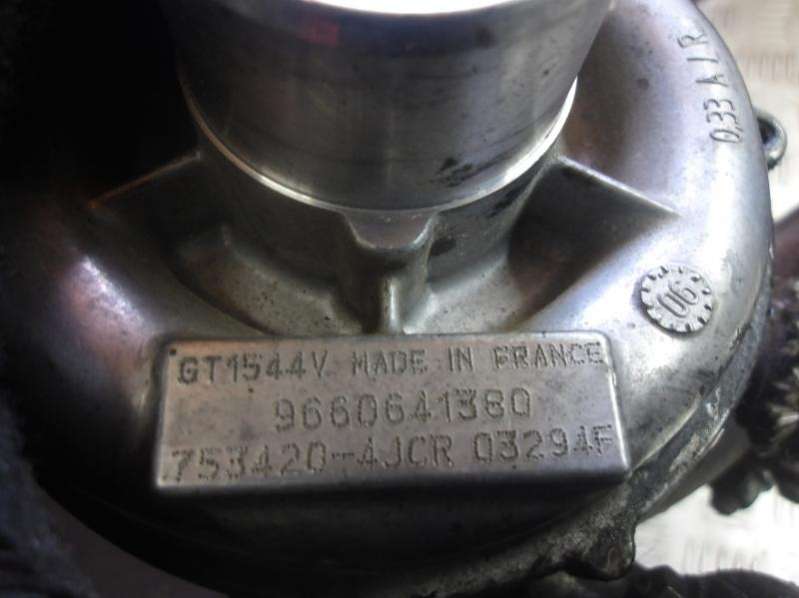 0,33 A/R
06
GT1544V MADE IN FRANCE
9660641380
753420-4JCR 03294F